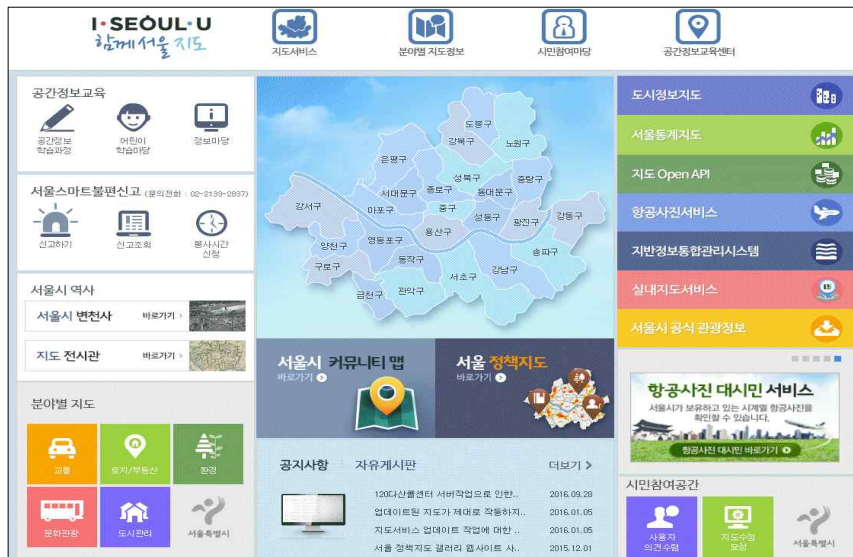 I·SEOUL·U
함께서울 지도
지도서비스
분야별 지도정보
시민참여마당
공간정보교육센터
공간정보교육
공간정보
학습과정
어린이
학습마당
정보마당
서울스마트불편신고 (문의전화 : 02-2133-2837)
신고하기
신고조회
봉사시간
신청
서울시 역사
서울시 변천사 바로가기
지도 전시관 바로가기
분야별 지도
교통
토지/부동산
환경
문화관광
도시관리
서울특별시
도봉구
강북구
노원구
은평구
성북구
중랑구
서대문구
종로구
동대문구
강서구
마포구
중구
성동구
광진구
강동구
용산구
양천구
영등포구
송파구
동작구
구로구
서초구
강남구
금천구
관악구
서울시 커뮤니티 맵
바로가기
서울 정책지도
바로가기
공지사항 자유게시판 더보기 >
120다산콜센터 서버작업으로 인한.. 2016.09.28
업데이트된 지도가 제대로 작동하지.. 2016.01.05
지도서비스 업데이트 작업에 대한 .. 2016.01.05
서울 정책지도 갤러리 웹사이트 사.. 2015.12.01
도시정보지도
서울통계지도
지도 Open API
항공사진서비스
지반정보통합관리시스템
실내지도서비스
서울시 공식 관광정보
항공사진 대시민 서비스
서울시가 보유하고 있는 시계열 항공사진을
확인할 수 있습니다.
항공사진 대시민 바로가기
시민참여공간
사용자
의견수렴
지도수정
요청
서울특별시